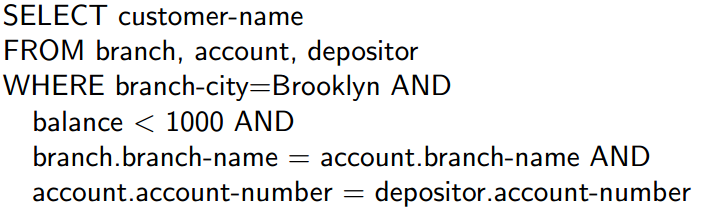 SELECT customer-name
FROM branch, account, depositor
WHERE branch-city=Brooklyn AND
balance < 1000 AND
branch.branch-name = account.branch-name AND
account.account-number = depositor.account-number